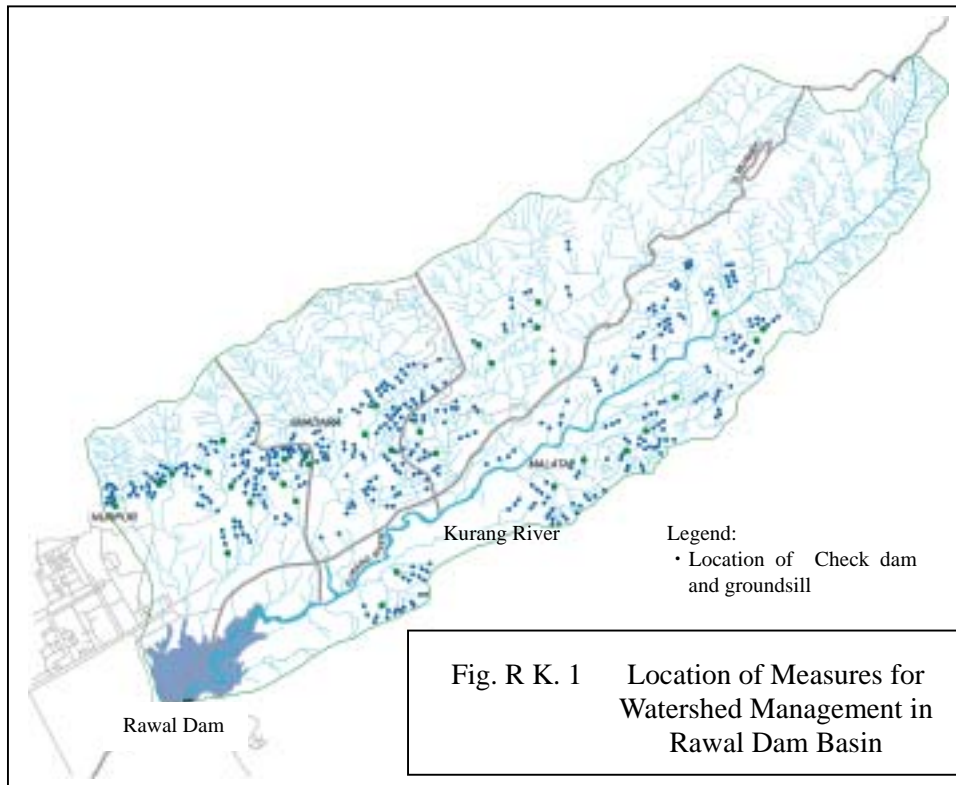 Kurang River
Legend:
・Location of Check dam
and groundsill
Rawal Dam
Fig. R K. 1 Location of Measures for
Watershed Management in
Rawal Dam Basin